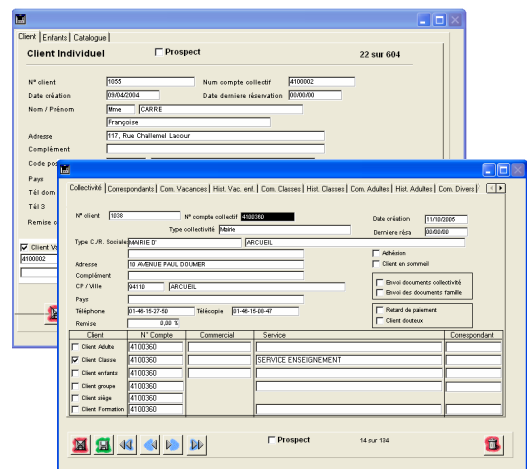 Client Enfants Catalogue
Client Individuel Prospect 22 sur 604
N° client 1055 Num compte collectif 4100002
Date création 09/04/2004 Date derniere réservation 00/00/00
Nom / Prénom Mme CARRE
Françoise
Adresse 117, Rue Challemel Lacour
Complément
Code pos
Pays
Tél dom
Tél 3
Remise c
Client Va
4100002
Collectivité Correspondants Com. Vacances Hist. Vac. enf. Com. Classes Hist. Classes Com. Adultes Hist. Adultes Com. Divers
N° client 1038 N° compte collectif 4100360 Date création 11/10/2005
Type collectivité Mairie Derniere résa 00/00/00
Type C./R. Sociale MAIRIE D' ARCUEIL
Adhésion
Adresse 10 AVENUE PAUL DOUMER Client en sommeil
Complément
CP / Ville 94110 ARCUEIL Envoi documents collectivité
Envoi des documents famille
Pays
Téléphone 01-46-15-27-50 Télécopie 01-46-15-08-47 Retard de paiement
Remise 0,00 % Client douteux
Client N° Compte Commercial Service Correspondant
Client Adulte 4100360
Client Classe 4100360 SERVICE ENSEIGNEMENT
Client enfants 4100360
Client groupe 4100360
Client siège 4100360
Client Formation 4100360
Prospect 14 sur 134